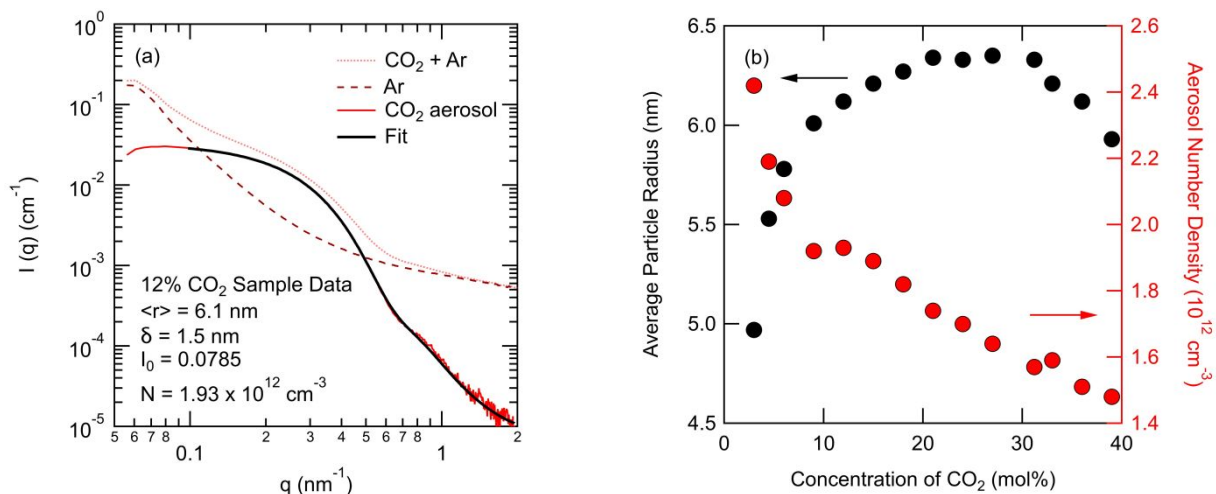 (a)
CO₂ + Ar
Ar
CO₂ aerosol
Fit
12% CO₂ Sample Data
<r> = 6.1 nm
δ = 1.5 nm
I₀ = 0.0785
N = 1.93 x 10¹² cm⁻³
I (q) (cm⁻¹)
10⁰
10⁻¹
10⁻²
10⁻³
10⁻⁴
10⁻⁵
5 6 7 8 0.1 2 3 4 5 6 7 8 1 2
q (nm⁻¹)
(b)
Average Particle Radius (nm)
6.5
6.0
5.5
5.0
4.5
0 10 20 30 40
Concentration of CO₂ (mol%)
2.6
2.4
2.2
2.0
1.8
1.6
1.4
Aerosol Number Density (10¹² cm⁻³)